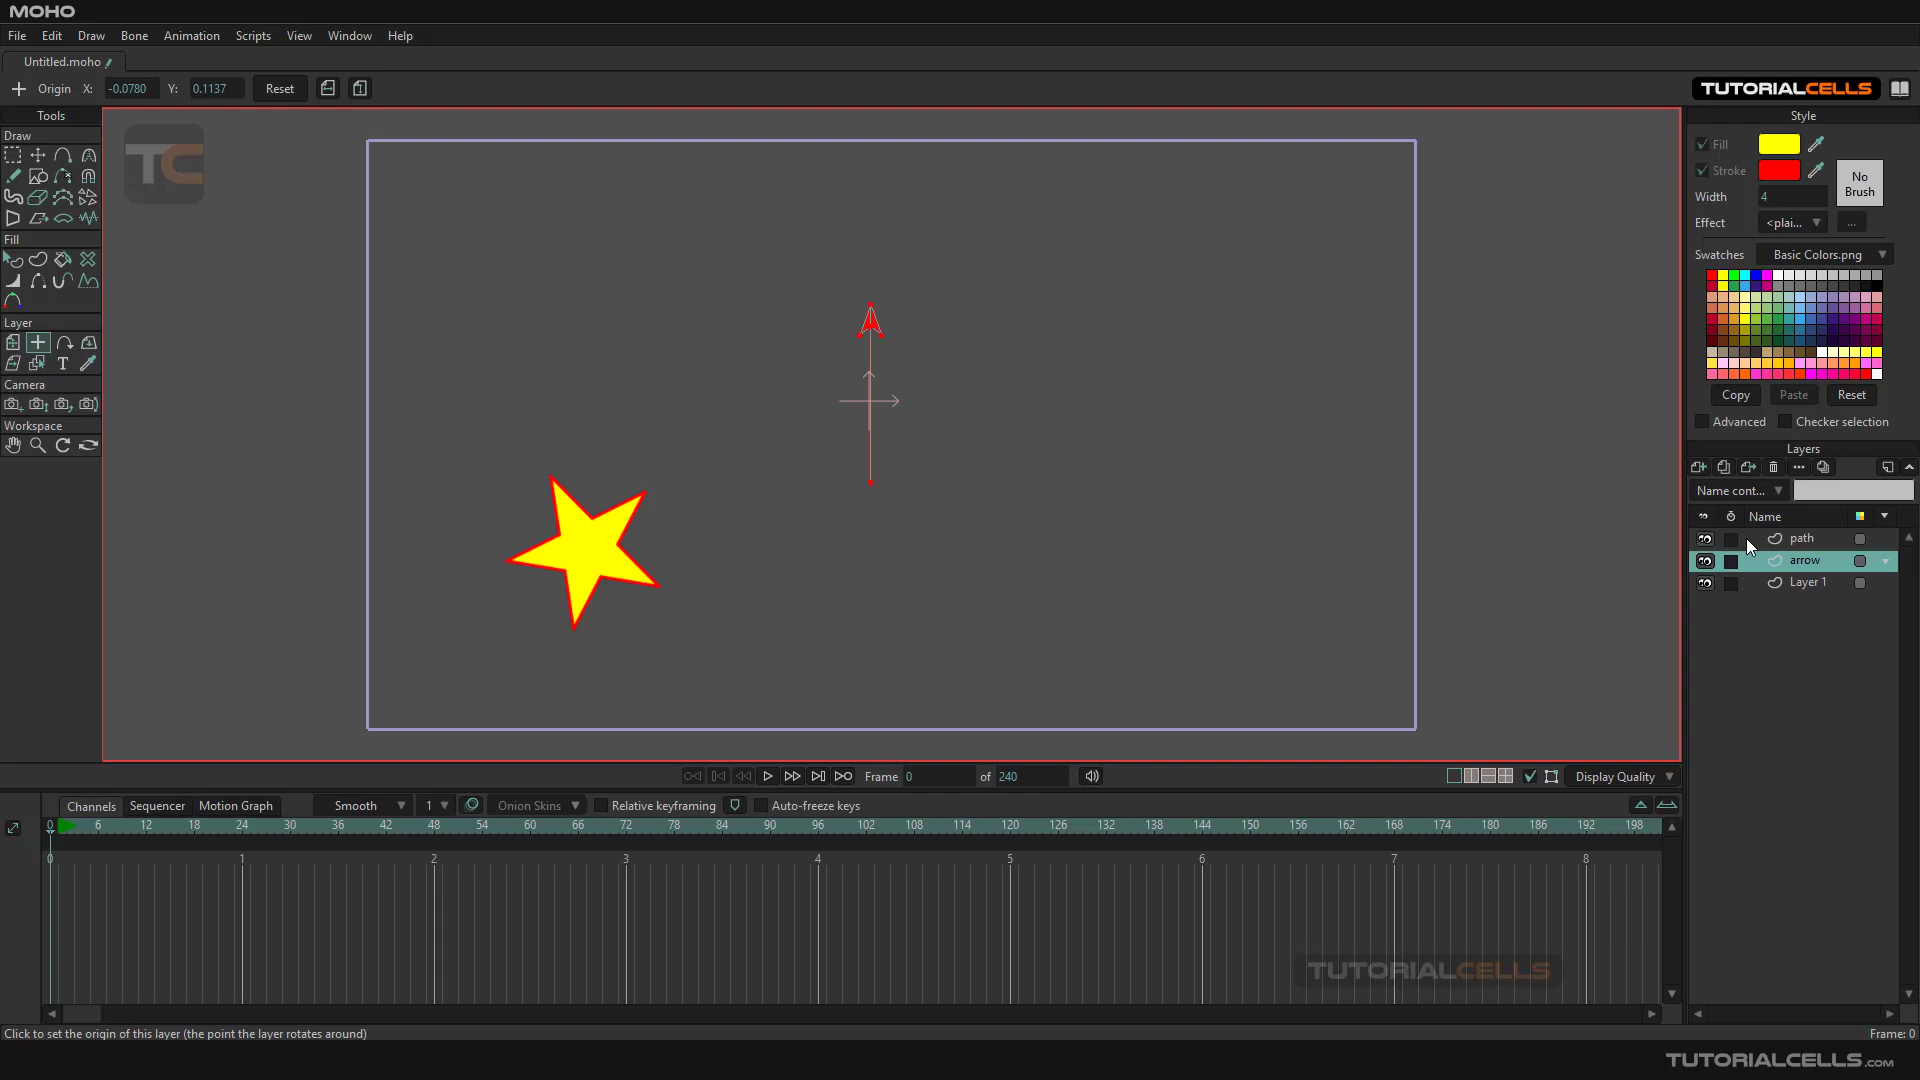 MOHO
File Edit Draw Bone Animation Scripts View Window Help
Untitled.moho
Origin X: -0.0780 Y: 0.1137 Reset
TUTORIALCELLS
Tools
Draw
Fill
Layer
T
Camera
Workspace
TC
Style
Fill
Stroke
No Brush
Width 4
Effect <plai... ...
Swatches Basic Colors.png
Copy Paste Reset
Advanced Checker selection
Layers
Name cont...
Name
path
arrow
Layer 1
Frame 0 of 240 Display Quality
Channels Sequencer Motion Graph Smooth 1 Onion Skins Relative keyframing Auto-freeze keys
0 6 12 18 24 30 36 42 48 54 60 66 72 78 84 90 96 102 108 114 120 126 132 138 144 150 156 162 168 174 180 186 192 198
0 1 2 3 4 5 6 7 8
TUTORIALCELLS
Click to set the origin of this layer (the point the layer rotates around) Frame: 0
TUTORIALCELLS.COM